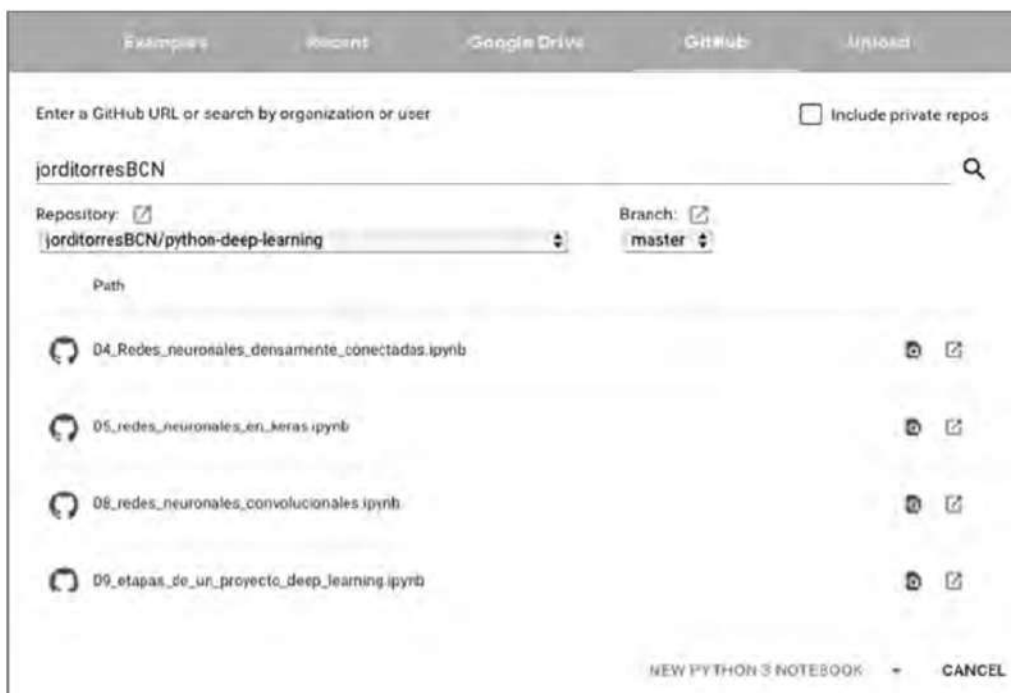 Examples Recent Google Drive GitHub Upload
Enter a GitHub URL or search by organization or user Include private repos
jorditorresBCN
Repository: Branch:
jorditorresBCN/python-deep-learning master
Path
04_Redes_neuronales_densamente_conectadas.ipynb
05_redes_neuronales_en_keras.ipynb
08_redes_neuronales_convolucionales.ipynb
09_etapas_de_un_proyecto_deep_learning.ipynb
NEW PYTHON 3 NOTEBOOK CANCEL